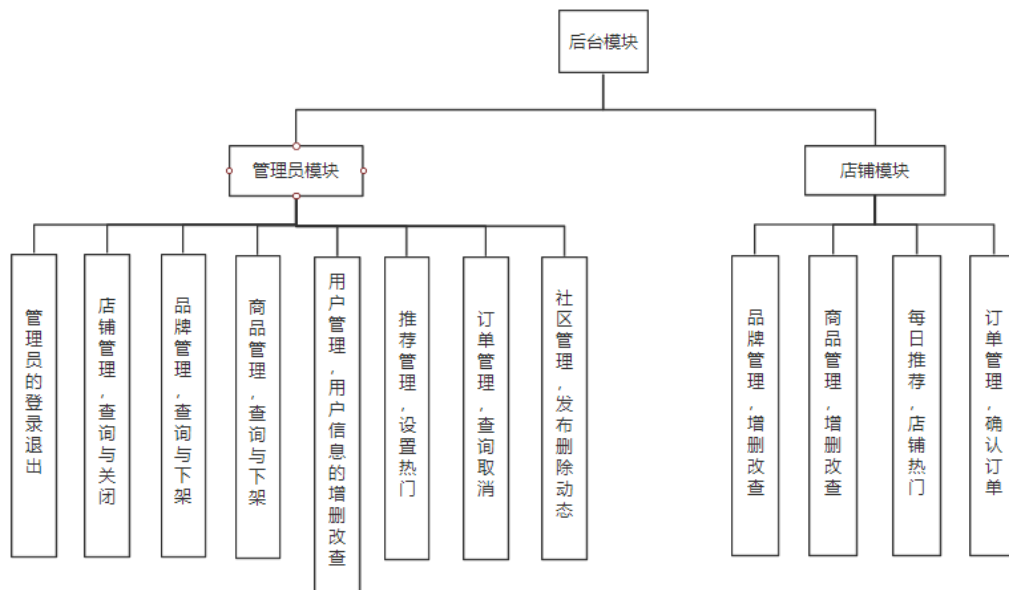 后台模块
管理员模块
店铺模块
管理员的登录退出
店铺管理，查询与关闭
品牌管理，查询与下架
商品管理，查询与下架
用户管理，用户信息的增删改查
推荐管理，设置热门
订单管理，查询取消
社区管理，发布删除动态
品牌管理，增删改查
商品管理，增删改查
每日推荐，店铺热门
订单管理，确认订单